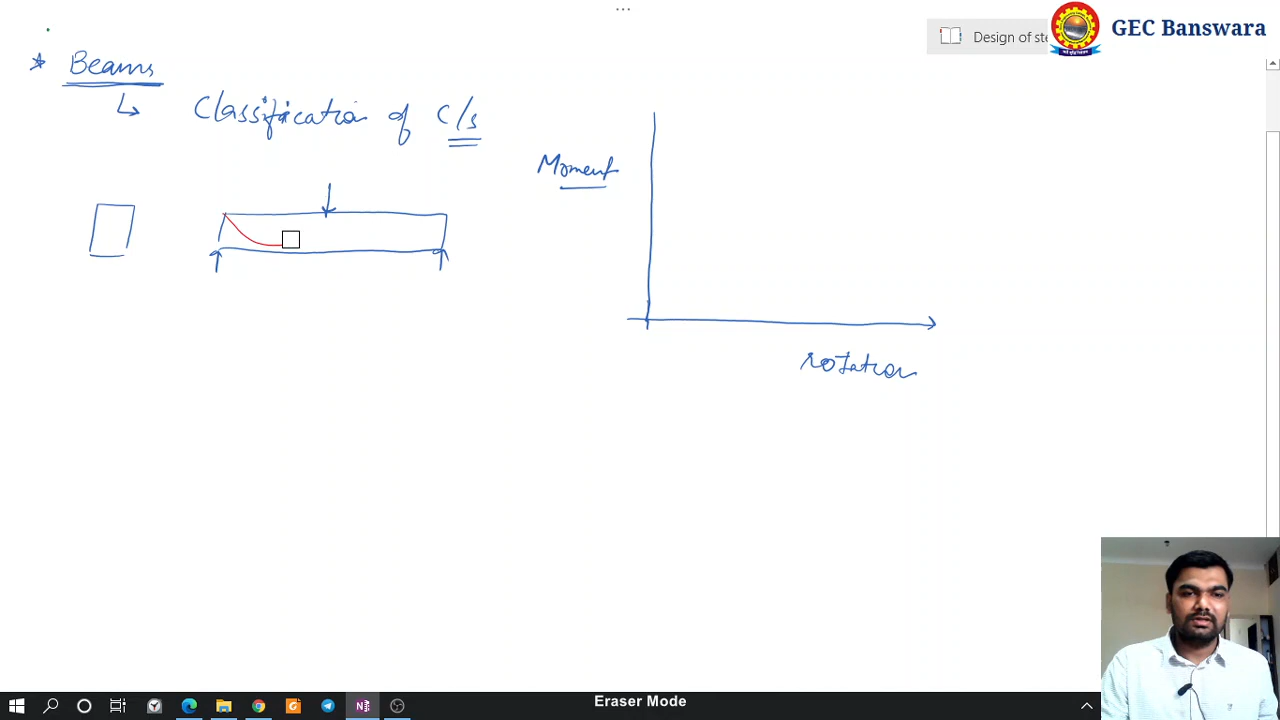 ...
Design of ste
GEC Banswara
* Beams
↳ Classification of C/s
Moment
rotation
Eraser Mode